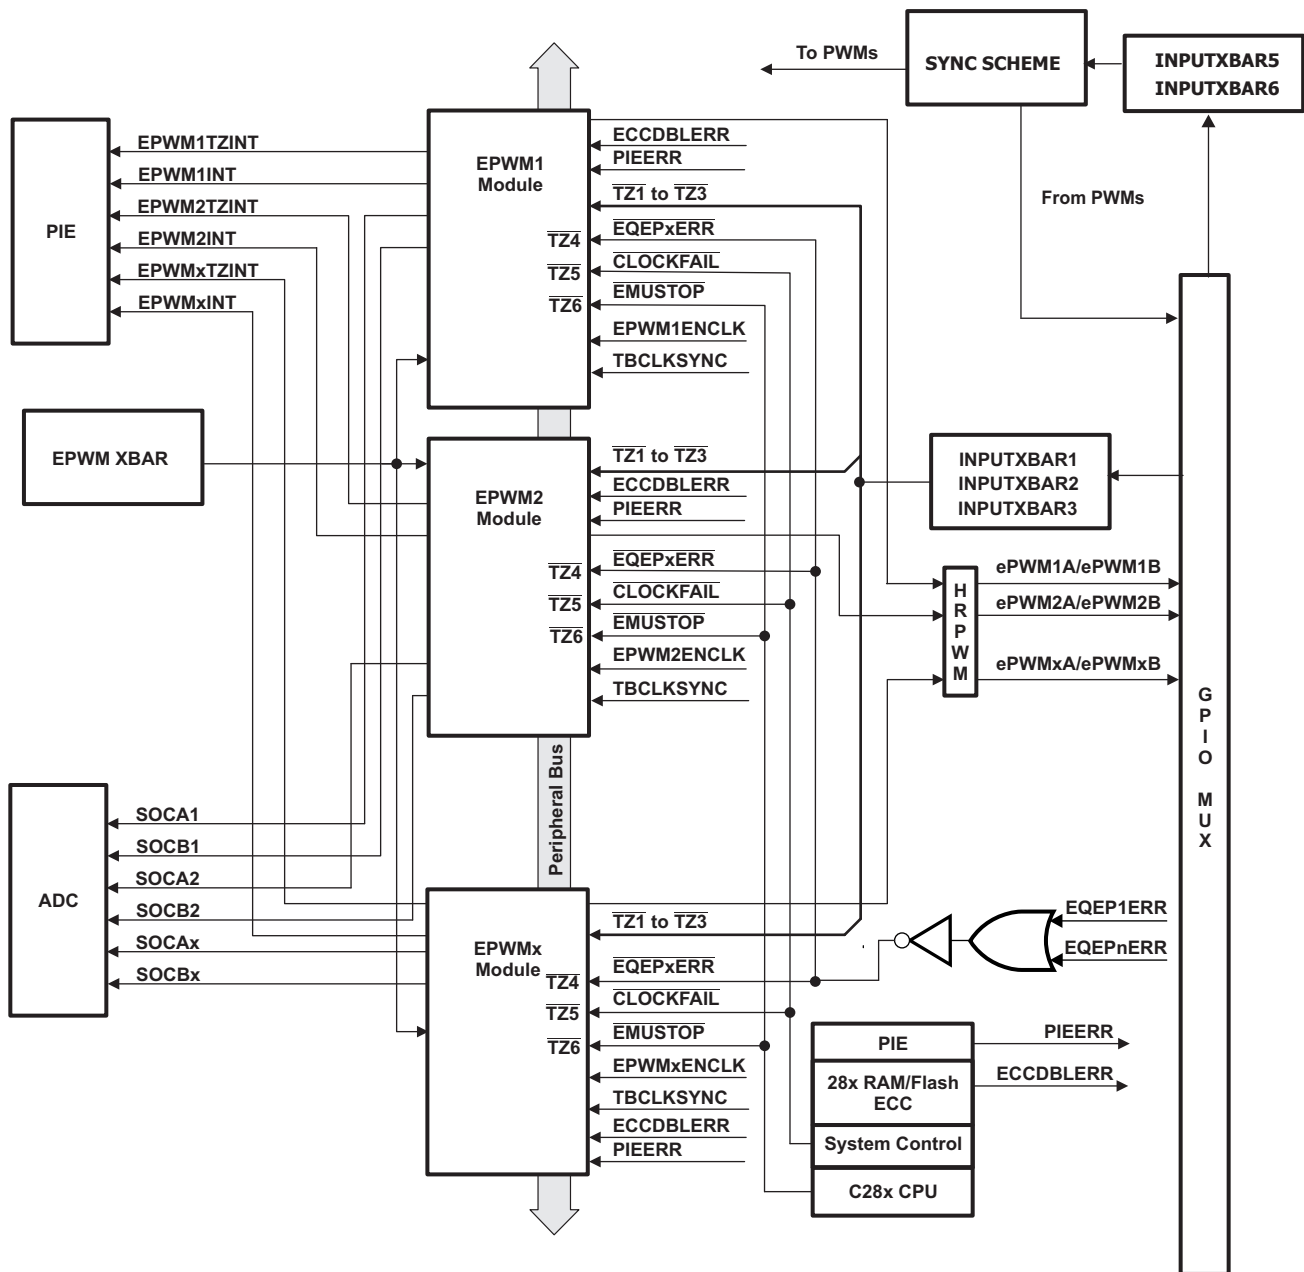 To PWMs
SYNC SCHEME
INPUTXBAR5
INPUTXBAR6
From PWMs
PIE
EPWM1TZINT
EPWM1INT
EPWM2TZINT
EPWM2INT
EPWMxTZINT
EPWMxINT
EPWM1
Module
ECCDBLERR
PIEERR
TZ1 to TZ3
TZ4
EQEPxERR
TZ5
CLOCKFAIL
TZ6
EMUSTOP
EPWM1ENCLK
TBCLKSYNC
EPWM XBAR
EPWM2
Module
TZ1 to TZ3
ECCDBLERR
PIEERR
TZ4
EQEPxERR
TZ5
CLOCKFAIL
TZ6
EMUSTOP
EPWM2ENCLK
TBCLKSYNC
INPUTXBAR1
INPUTXBAR2
INPUTXBAR3
HRPWM
ePWM1A/ePWM1B
ePWM2A/ePWM2B
ePWMxA/ePWMxB
GPIO MUX
Peripheral Bus
ADC
SOCA1
SOCB1
SOCA2
SOCB2
SOCAx
SOCBx
EPWMx
Module
TZ1 to TZ3
TZ4
EQEPxERR
TZ5
CLOCKFAIL
TZ6
EMUSTOP
EPWMxENCLK
TBCLKSYNC
ECCDBLERR
PIEERR
EQEP1ERR
EQEPnERR
PIE
PIEERR
28x RAM/Flash
ECC
ECCDBLERR
System Control
C28x CPU